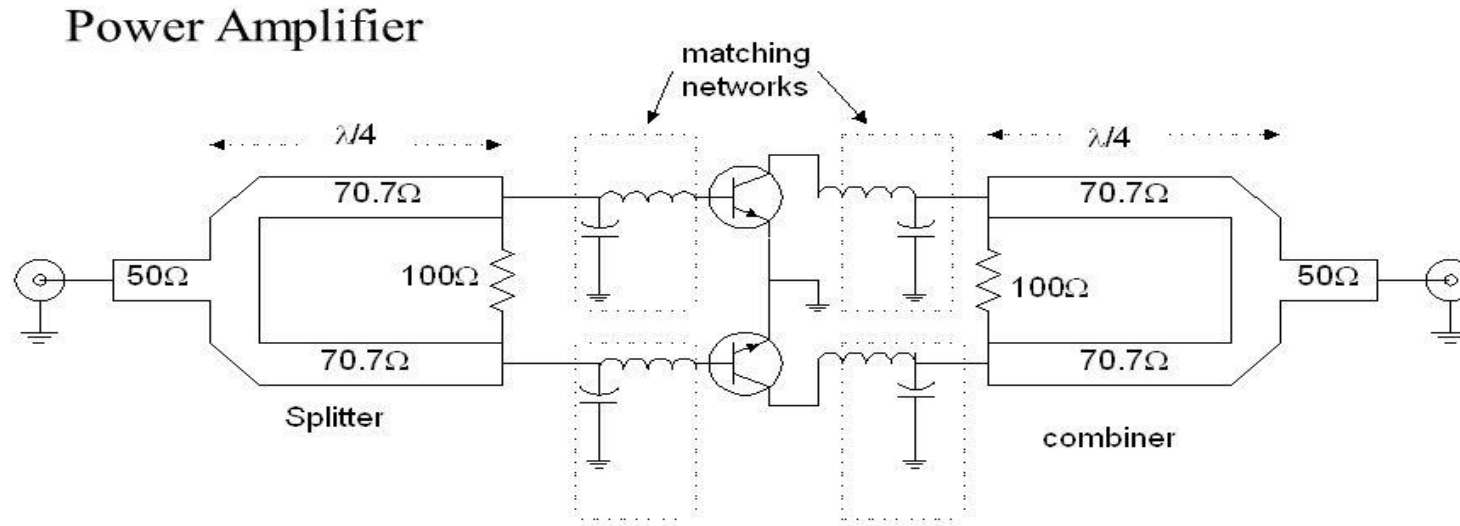 Power Amplifier
matching
networks
λ/4
λ/4
70.7Ω
70.7Ω
50Ω
100Ω
100Ω
50Ω
70.7Ω
70.7Ω
Splitter
combiner